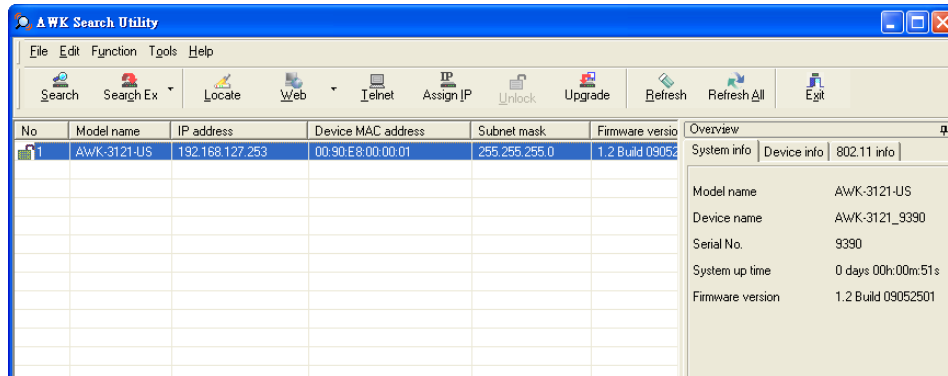 AWK Search Utility
File Edit Function Tools Help
Search Search Ex Locate Web Telnet IP Assign IP Unlock Upgrade Refresh Refresh All Exit
No Model name IP address Device MAC address Subnet mask Firmware versio
1 AWK-3121-US 192.168.127.253 00:90:E8:00:00:01 255.255.255.0 1.2 Build 09052
Overview
System info Device info 802.11 info
Model name AWK-3121-US
Device name AWK-3121_9390
Serial No. 9390
System up time 0 days 00h:00m:51s
Firmware version 1.2 Build 09052501